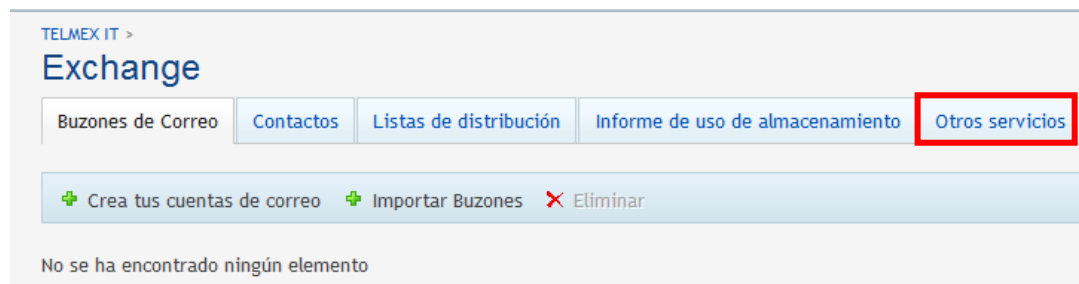 TELMEX IT >
Exchange
Buzones de Correo Contactos Listas de distribución Informe de uso de almacenamiento Otros servicios
Crea tus cuentas de correo Importar Buzones Eliminar
No se ha encontrado ningún elemento